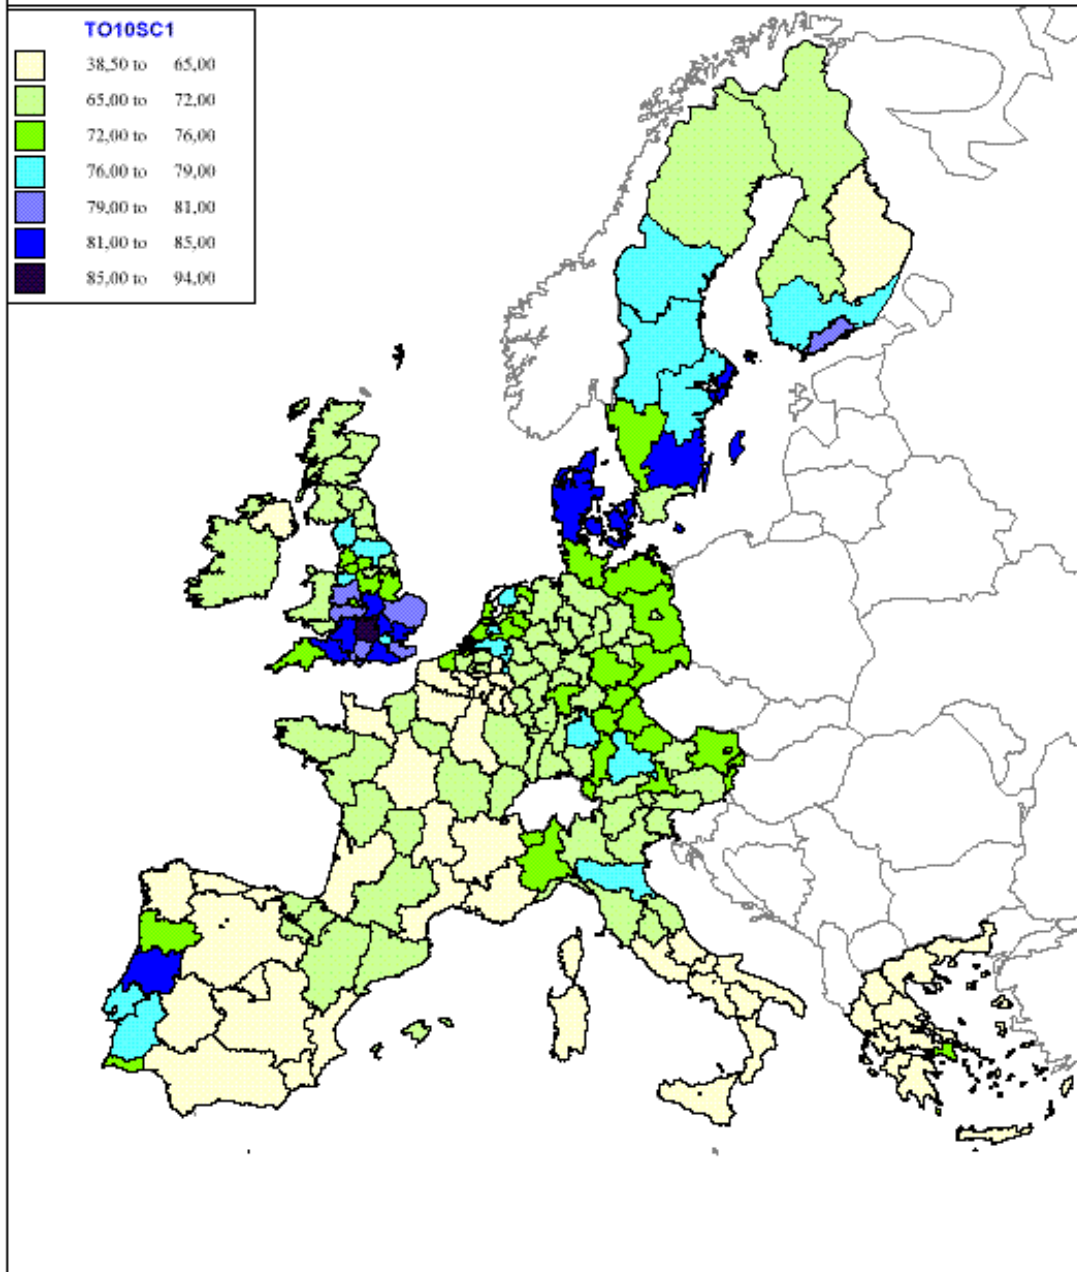 TO10SC1
38,50 to 65,00
65,00 to 72,00
72,00 to 76,00
76,00 to 79,00
79,00 to 81,00
81,00 to 85,00
85,00 to 94,00